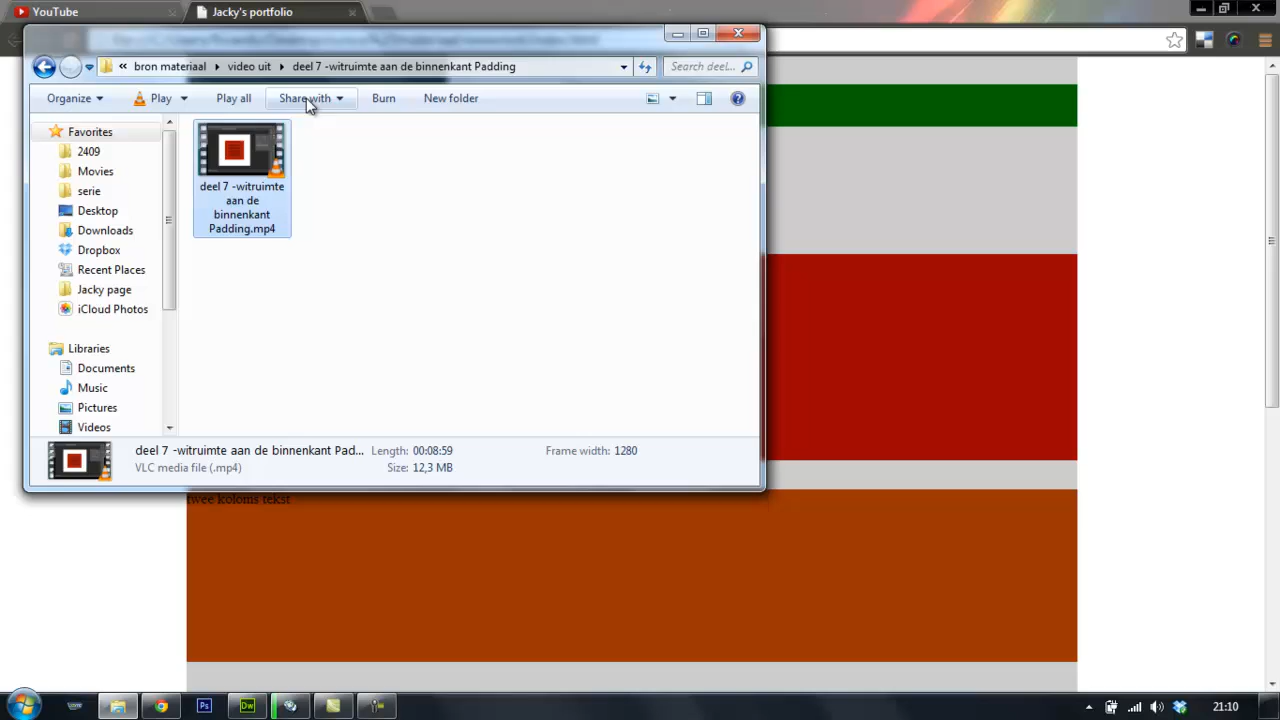 YouTube
Jacky's portfolio
bron materiaal
video uit
deel 7 -witruimte aan de binnenkant Padding
Search deel...
Organize
Play
Play all
Share with
Burn
New folder
Favorites
2409
Movies
serie
Desktop
Downloads
Dropbox
Recent Places
Jacky page
iCloud Photos
Libraries
Documents
Music
Pictures
Videos
deel 7 -witruimte
aan de
binnenkant
Padding.mp4
deel 7 -witruimte aan de binnenkant Pad...
Length: 00:08:59
Frame width: 1280
VLC media file (.mp4)
Size: 12,3 MB
twee koloms tekst
Ps
Dw
21:10